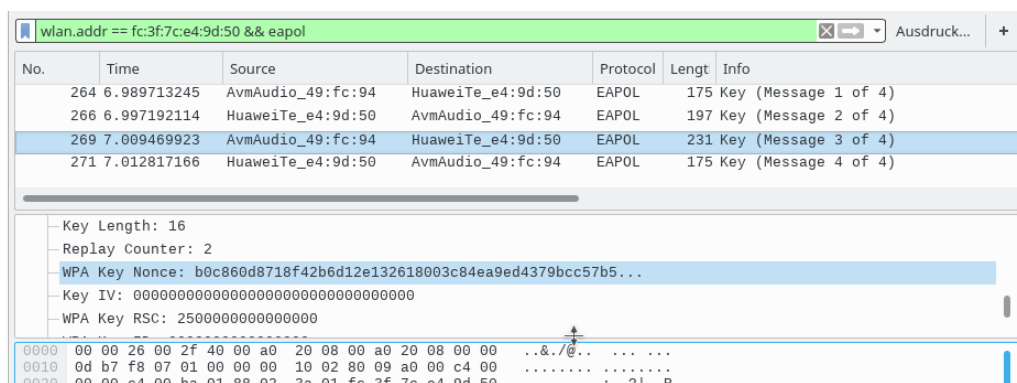 wlan.addr == fc:3f:7c:e4:9d:50 && eapol Ausdruck... +
No. Time Source Destination Protocol Lengt Info
264 6.989713245 AvmAudio_49:fc:94 HuaweiTe_e4:9d:50 EAPOL 175 Key (Message 1 of 4)
266 6.997192114 HuaweiTe_e4:9d:50 AvmAudio_49:fc:94 EAPOL 197 Key (Message 2 of 4)
269 7.009469923 AvmAudio_49:fc:94 HuaweiTe_e4:9d:50 EAPOL 231 Key (Message 3 of 4)
271 7.012817166 HuaweiTe_e4:9d:50 AvmAudio_49:fc:94 EAPOL 175 Key (Message 4 of 4)
Key Length: 16
Replay Counter: 2
WPA Key Nonce: b0c860d8718f42b6d12e132618003c84ea9ed4379bcc57b5...
Key IV: 00000000000000000000000000000000
WPA Key RSC: 2500000000000000
0000 00 00 26 00 2f 40 00 a0 20 08 00 a0 20 08 00 00 ..&./@.. ... ...
0010 0d b7 f8 07 01 00 00 00 10 02 80 09 a0 00 c4 00 ........ ........